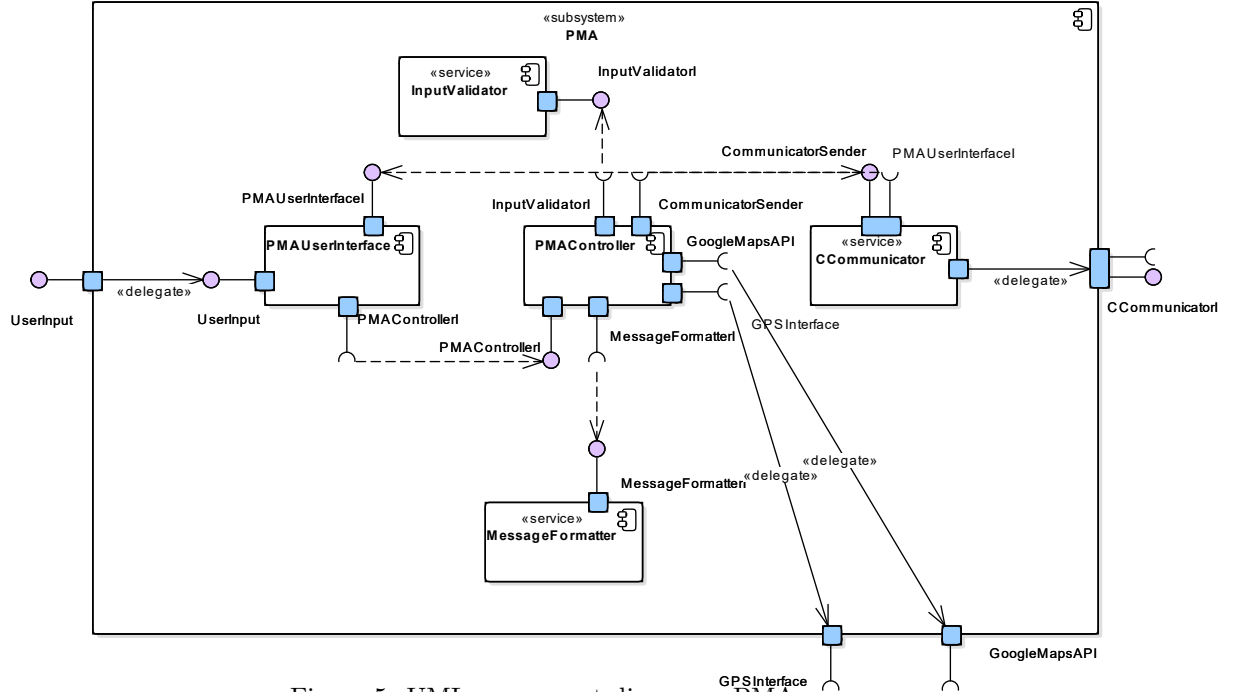 «subsystem»
PMA
«service»
InputValidator
InputValidatorI
CommunicatorSender
PMAUserInterfaceI
PMAUserInterfaceI
InputValidatorI
CommunicatorSender
PMAUserInterface
PMAController
GoogleMapsAPI
«service»
CCommunicator
«delegate»
«delegate»
UserInput
UserInput
PMAControllerI
CCommunicatorI
GPSInterface
MessageFormatterI
PMAControllerI
«delegate»
«delegate»
MessageFormatterI
«service»
MessageFormatter
GoogleMapsAPI
GPSInterface